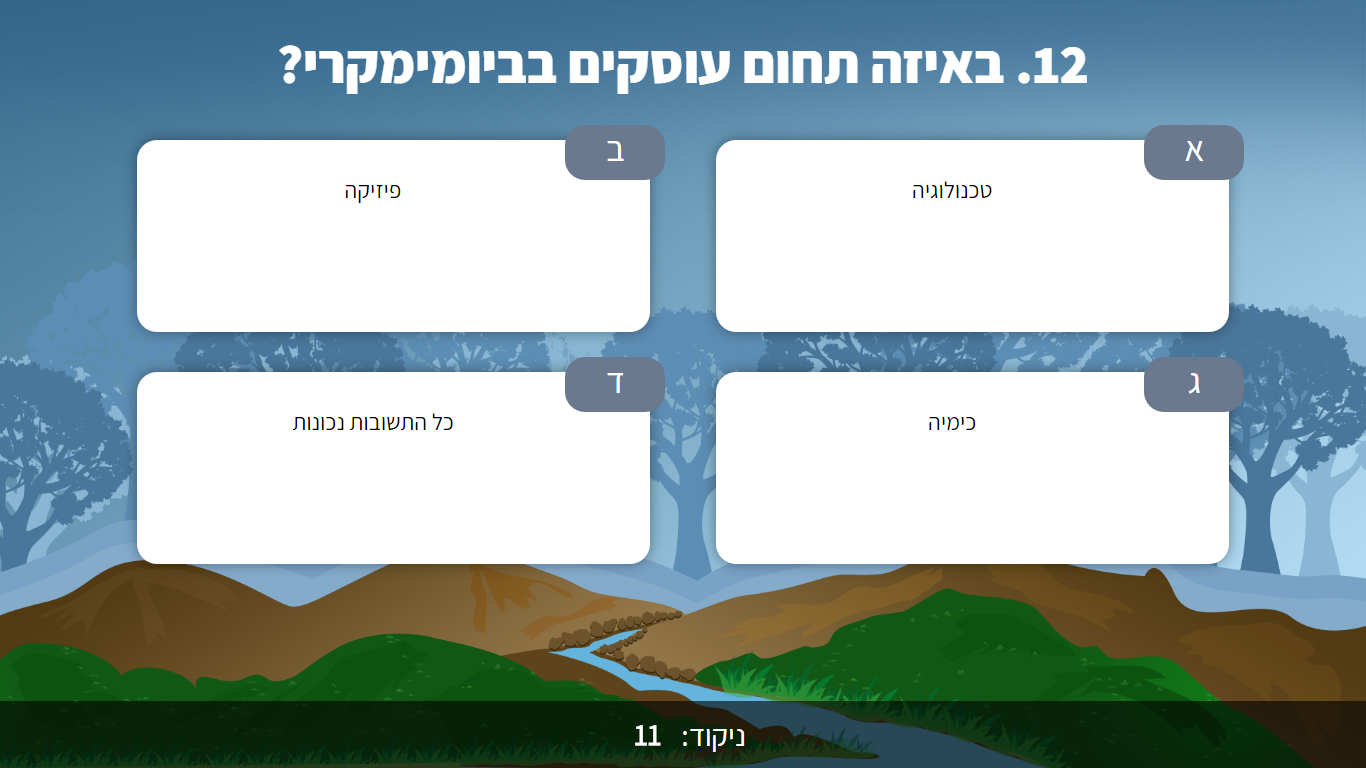 12. באיזה תחום עוסקים בביומימקרי?
א
טכנולוגיה
ב
פיזיקה
ג
כימיה
ד
כל התשובות נכונות
ניקוד: 11